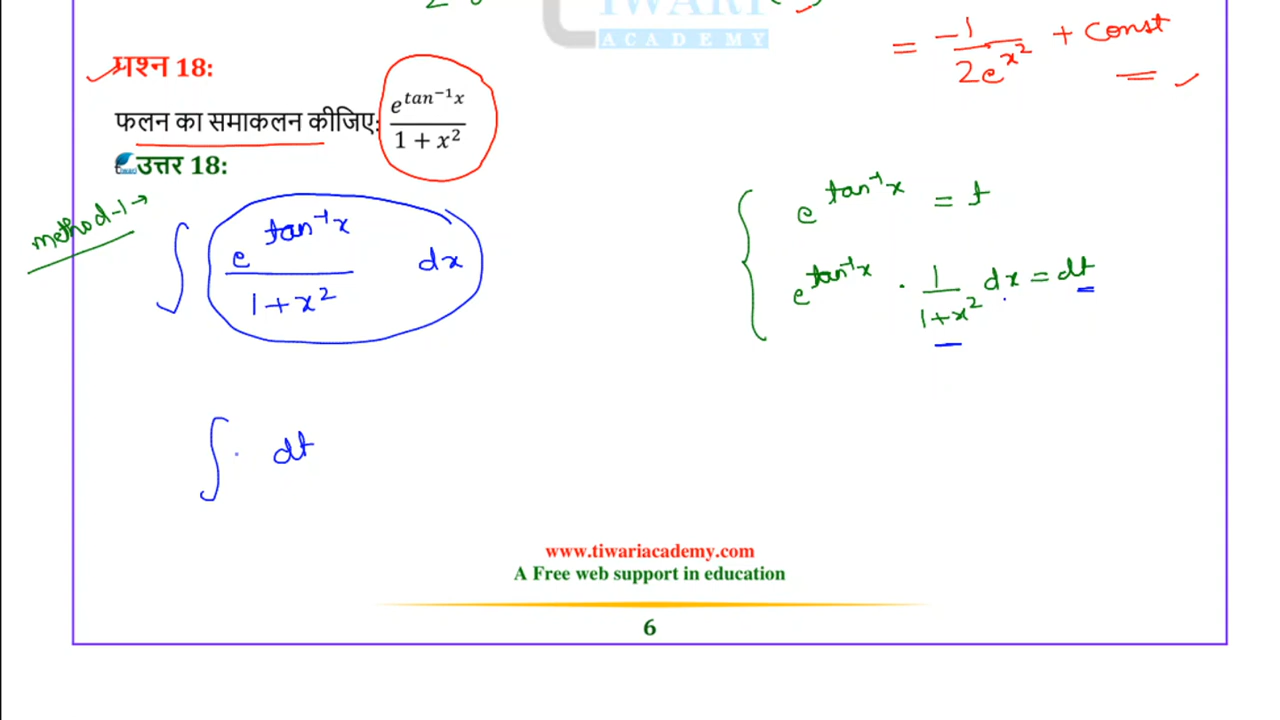 TIWARI
ACADEMY
= -1/2e^x² + const
प्रश्न 18:
फलन का समाकलन कीजिए: e^tan⁻¹x / 1 + x²
उत्तर 18:
method-1→
∫ e^tan⁻¹x / 1+x² dx
e^tan⁻¹x = t
e^tan⁻¹x · 1/1+x² dx = dt
∫ dt
www.tiwariacademy.com
A Free web support in education
6